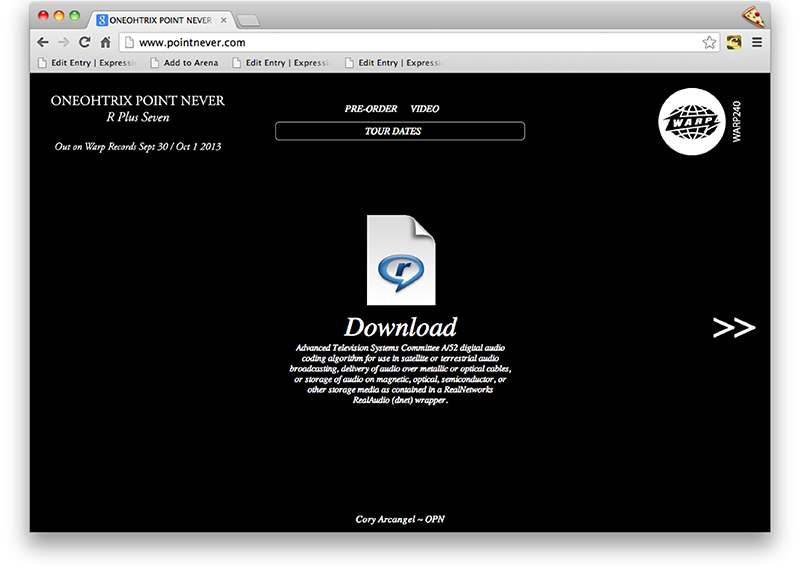 ONEOHTRIX POINT NEVER
www.pointnever.com
Edit Entry | Expressi
Add to Arena
Edit Entry | Expressi
Edit Entry | Expressi
ONEOHTRIX POINT NEVER
R Plus Seven
Out on Warp Records Sept 30 / Oct 1 2013
PRE-ORDER VIDEO
TOUR DATES
WARP
WARP240
r
Download
Advanced Television Systems Committee A/52 digital audio
coding algorithm for use in satellite or terrestrial audio
broadcasting, delivery of audio over metallic or optical cables,
or storage of audio on magnetic, optical, semiconductor, or
other storage media as contained in a RealNetworks
RealAudio (dnet) wrapper.
>>
Cory Arcangel ~ OPN